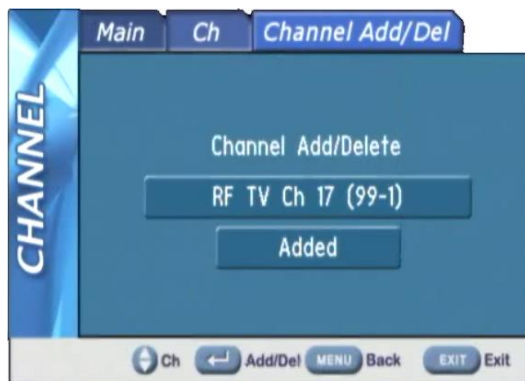 Main Ch Channel Add/Del
CHANNEL
Channel Add/Delete
RF TV Ch 17 (99-1)
Added
Ch Add/Del MENU Back EXIT Exit